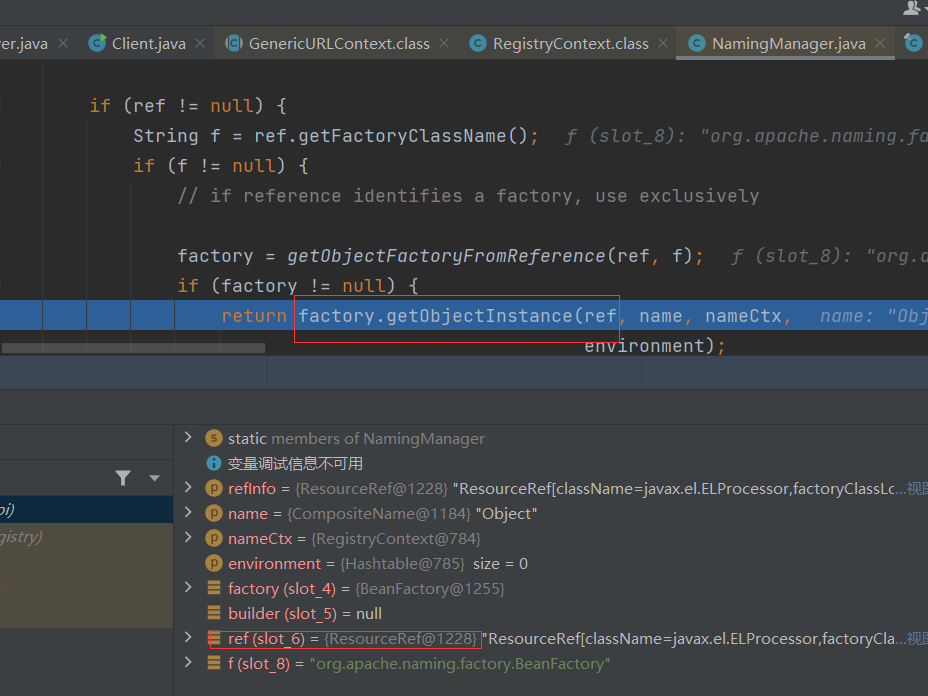 er.java Client.java GenericURLContext.class RegistryContext.class NamingManager.java
if (ref != null) {
String f = ref.getFactoryClassName(); f (slot_8): "org.apache.naming.fa
if (f != null) {
// if reference identifies a factory, use exclusively
factory = getObjectFactoryFromReference(ref, f); f (slot_8): "org.a
if (factory != null) {
return factory.getObjectInstance(ref, name, nameCtx, name: "Obj
environment);
static members of NamingManager
变量调试信息不可用
refInfo = {ResourceRef@1228} "ResourceRef[className=javax.el.ELProcessor,factoryClassLc...视图
pi)
name = {CompositeName@1184} "Object"
gistry)
nameCtx = {RegistryContext@784}
environment = {Hashtable@785} size = 0
factory (slot_4) = {BeanFactory@1255}
builder (slot_5) = null
ref (slot_6) = {ResourceRef@1228} "ResourceRef[className=javax.el.ELProcessor,factoryCla...视图
f (slot_8) = "org.apache.naming.factory.BeanFactory"